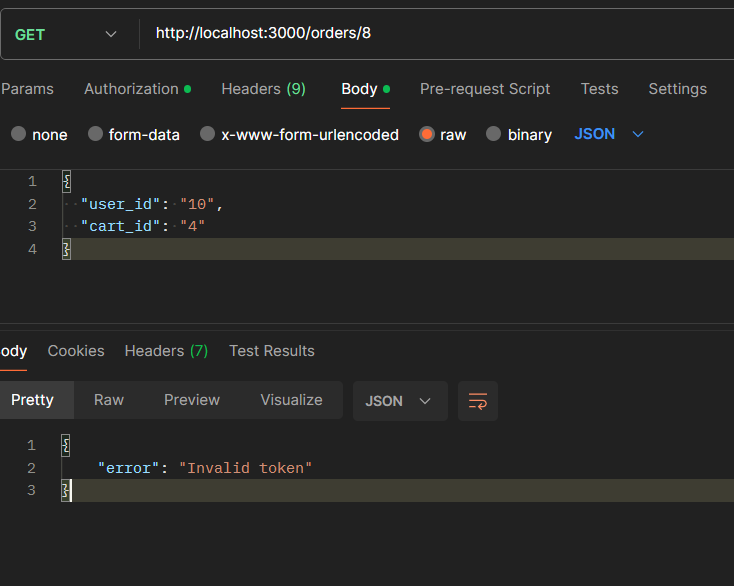 GET http://localhost:3000/orders/8
Params Authorization Headers (9) Body Pre-request Script Tests Settings
none form-data x-www-form-urlencoded raw binary JSON
1 {
2 "user_id": "10",
3 "cart_id": "4"
4 }
ody Cookies Headers (7) Test Results
Pretty Raw Preview Visualize JSON
1 {
2 "error": "Invalid token"
3 }